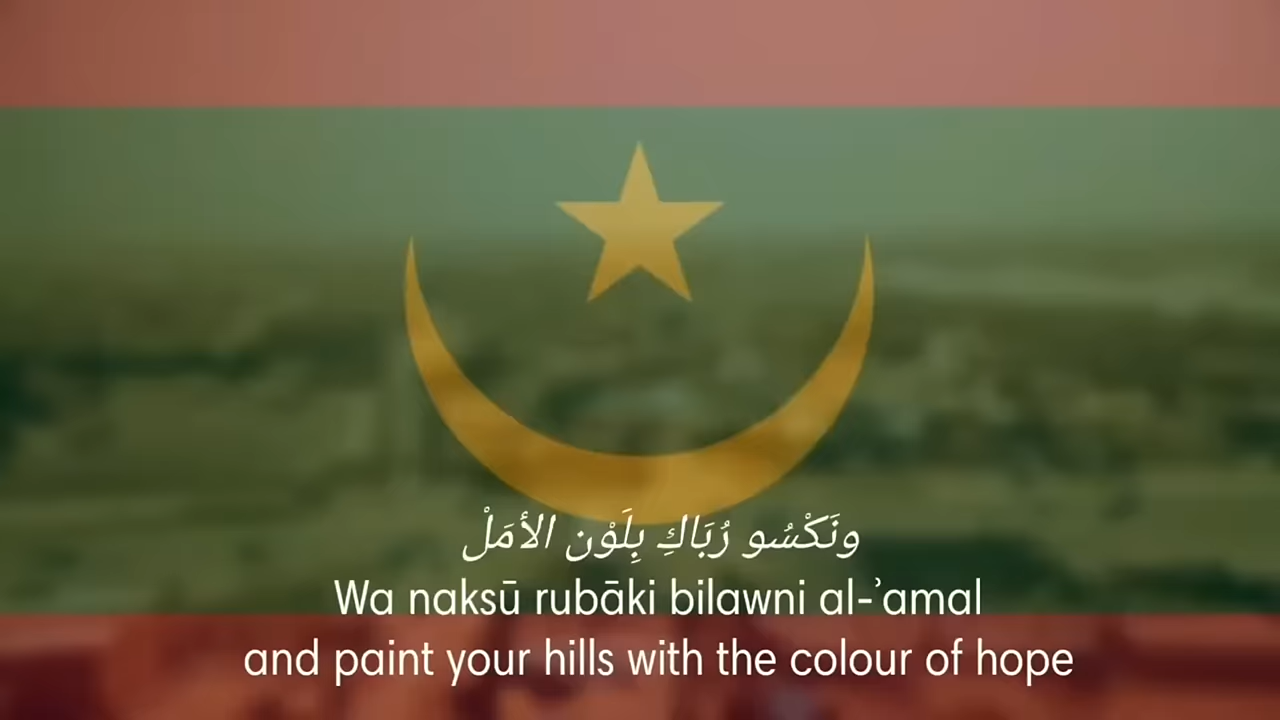 ونَكْسُو رُبَاكِ بِلَوْن الأمَلْ
Wa naksū rubāki bilawni al-ʾamal
and paint your hills with the colour of hope